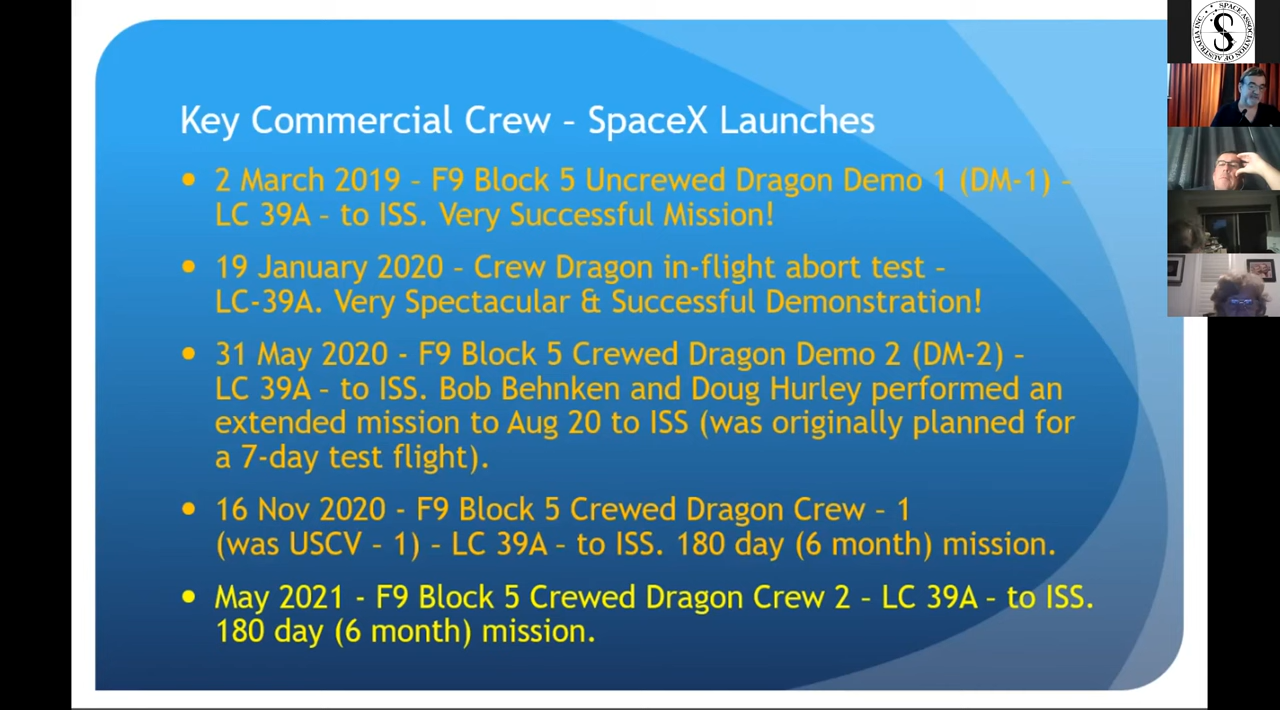 Key Commercial Crew – SpaceX Launches
• 2 March 2019 – F9 Block 5 Uncrewed Dragon Demo 1 (DM-1) –
LC 39A – to ISS. Very Successful Mission!
• 19 January 2020 – Crew Dragon in-flight abort test –
LC-39A. Very Spectacular & Successful Demonstration!
• 31 May 2020 - F9 Block 5 Crewed Dragon Demo 2 (DM-2) –
LC 39A – to ISS. Bob Behnken and Doug Hurley performed an
extended mission to Aug 20 to ISS (was originally planned for
a 7-day test flight).
• 16 Nov 2020 - F9 Block 5 Crewed Dragon Crew – 1
(was USCV – 1) – LC 39A – to ISS. 180 day (6 month) mission.
• May 2021 - F9 Block 5 Crewed Dragon Crew 2 – LC 39A – to ISS.
180 day (6 month) mission.
SPACE ASSOCIATION OF AUSTRALIA INC
S